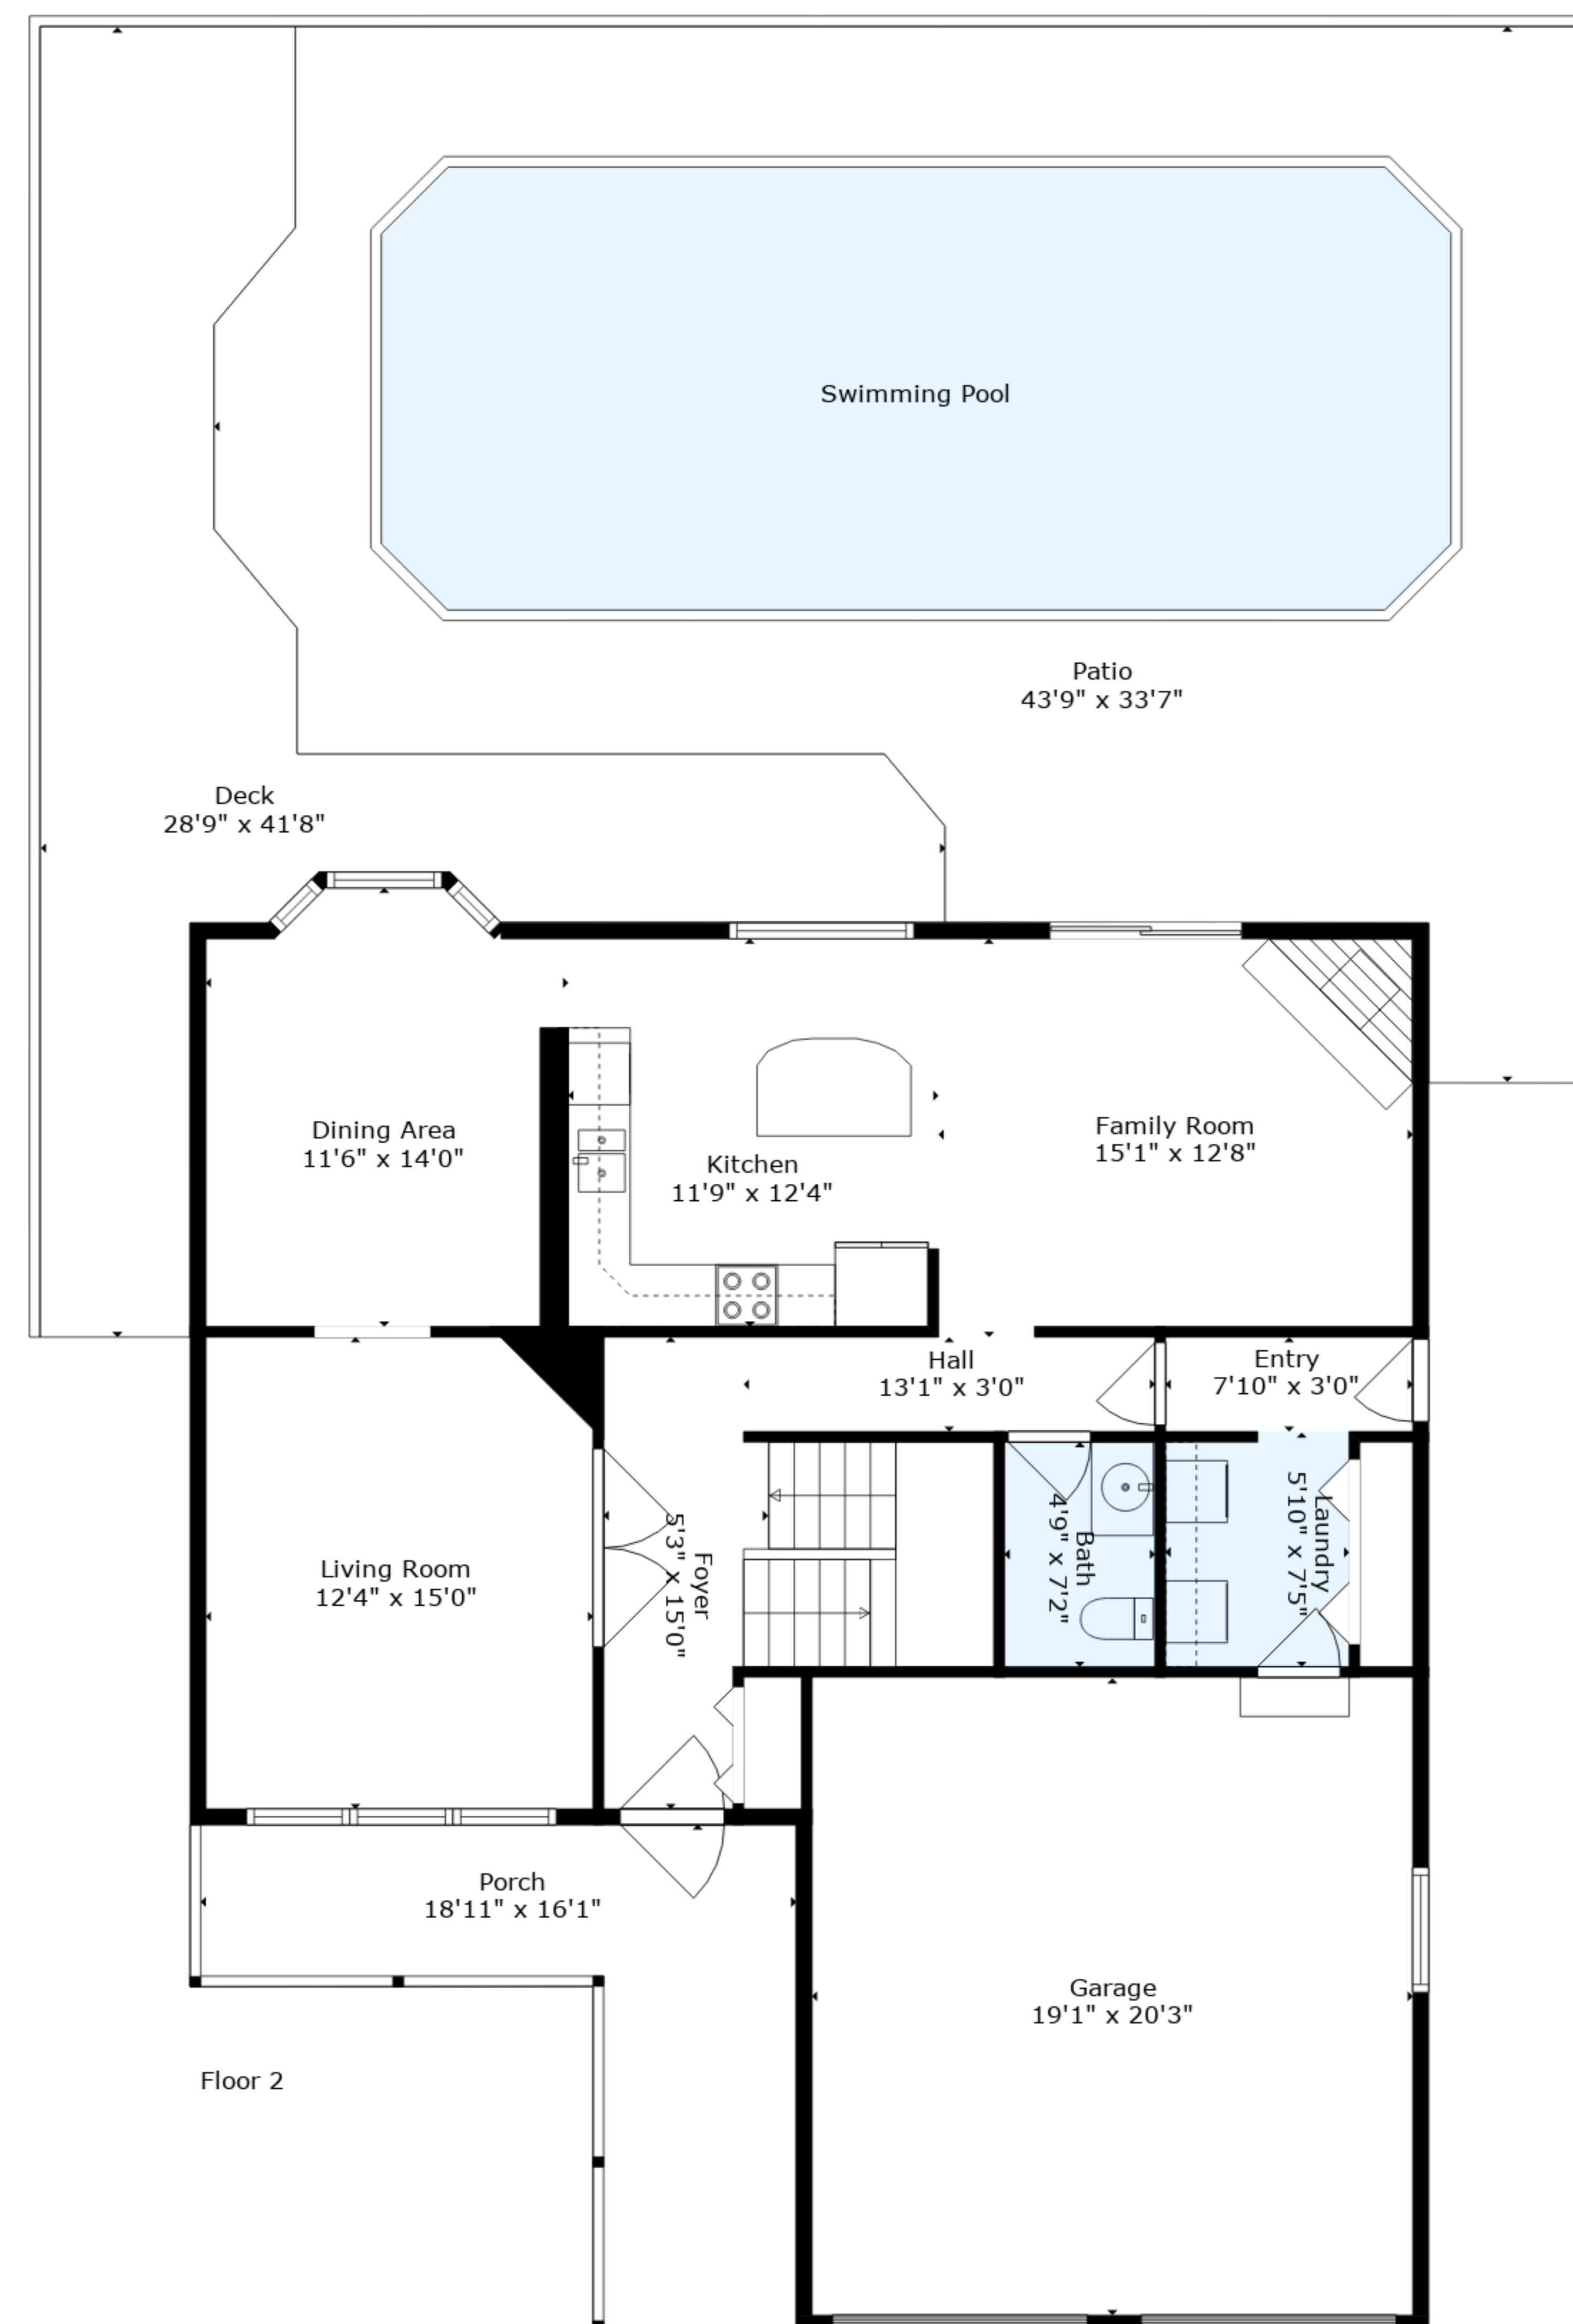 Swimming Pool
Patio
43'9" x 33'7"
Deck
28'9" x 41'8"
Dining Area
11'6" x 14'0"
Kitchen
11'9" x 12'4"
Family Room
15'1" x 12'8"
Hall
13'1" x 3'0"
Entry
7'10" x 3'0"
Living Room
12'4" x 15'0"
Foyer
5'3" x 15'0"
Bath
4'9" x 7'2"
Laundry
5'10" x 7'5"
Porch
18'11" x 16'1"
Garage
19'1" x 20'3"
Floor 2